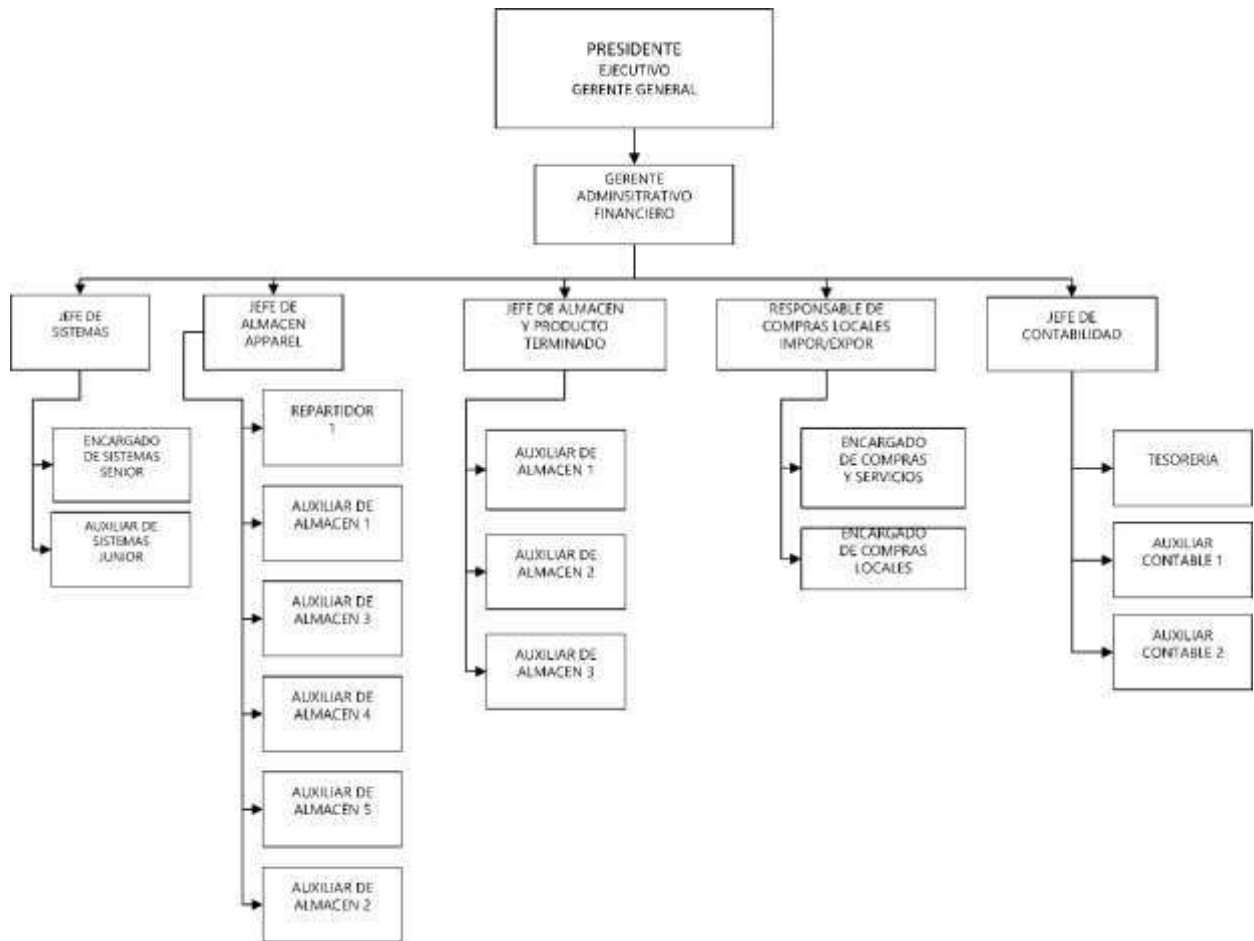 PRESIDENTE
EJECUTIVO
GERENTE GENERAL
GERENTE
ADMINSITRATIVO
FINANCIERO
JEFE DE
SISTEMAS
JEFE DE
ALMACEN
APPAREL
JEFE DE ALMACEN
Y PRODUCTO
TERMINADO
RESPONSABLE DE
COMPRAS LOCALES
IMPOR/EXPOR
JEFE DE
CONTABILIDAD
ENCARGADO
DE SISTEMAS
SENIOR
AUXILIAR DE
SISTEMAS
JUNIOR
REPARTIDOR
1
AUXILIAR DE
ALMACEN 1
AUXILIAR DE
ALMACEN 3
AUXILIAR DE
ALMACEN 4
AUXILIAR DE
ALMACEN 5
AUXILIAR DE
ALMACEN 2
AUXILIAR DE
ALMACEN 1
AUXILIAR DE
ALMACEN 2
AUXILIAR DE
ALMACEN 3
ENCARGADO
DE COMPRAS
Y SERVICIOS
ENCARGADO
DE COMPRAS
LOCALES
TESORERIA
AUXILIAR
CONTABLE 1
AUXILIAR
CONTABLE 2